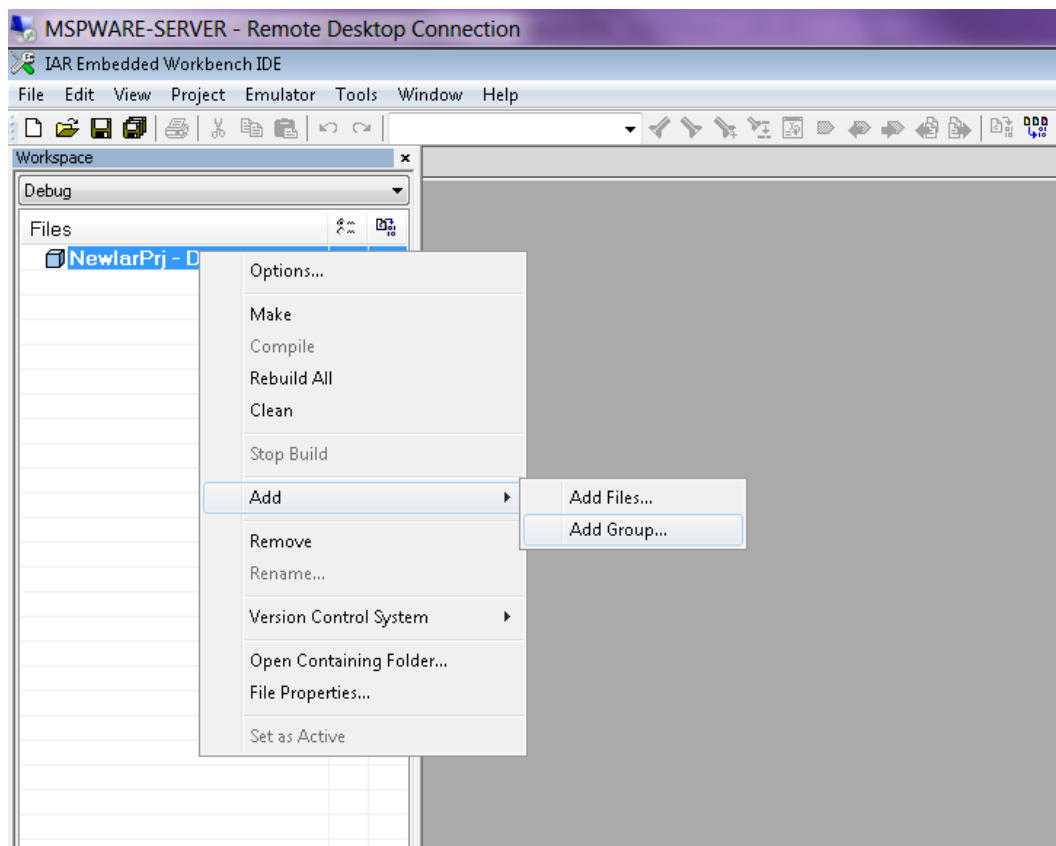 MSPWARE-SERVER - Remote Desktop Connection
IAR Embedded Workbench IDE
File Edit View Project Emulator Tools Window Help
Workspace
Debug
Files
NewIarPrj - D
Options...
Make
Compile
Rebuild All
Clean
Stop Build
Add
Add Files...
Add Group...
Remove
Rename...
Version Control System
Open Containing Folder...
File Properties...
Set as Active